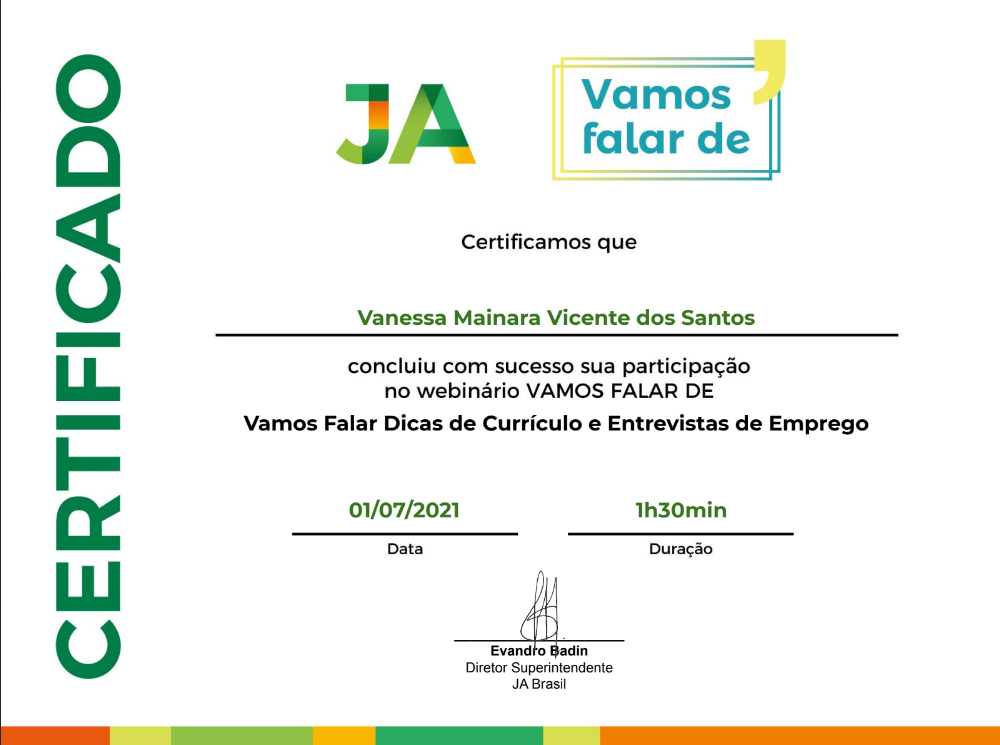 CERTIFICADO
JA
Vamos
falar de
Certificamos que
Vanessa Mainara Vicente dos Santos
concluiu com sucesso sua participação
no webinário VAMOS FALAR DE
Vamos Falar Dicas de Currículo e Entrevistas de Emprego
01/07/2021
1h30min
Data
Duração
Evandro Badin
Diretor Superintendente
JA Brasil